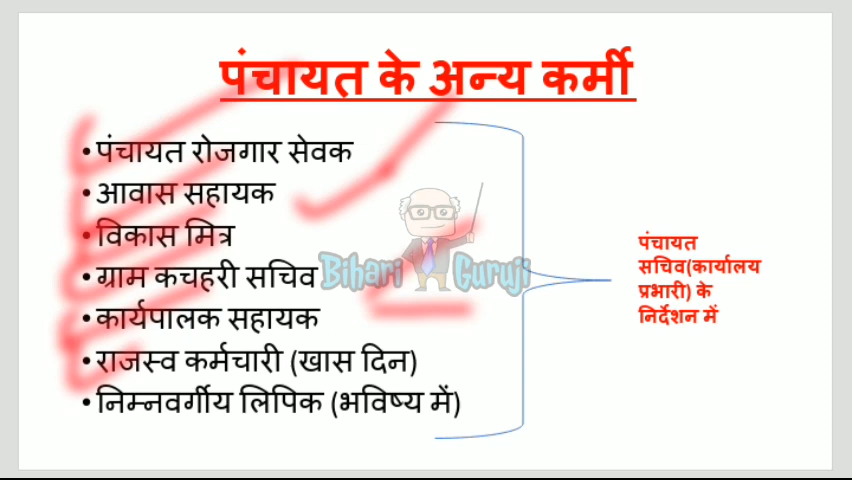 पंचायत के अन्य कर्मी
•पंचायत रोजगार सेवक
•आवास सहायक
•विकास मित्र
•ग्राम कचहरी सचिव
•कार्यपालक सहायक
•राजस्व कर्मचारी (खास दिन)
•निम्नवर्गीय लिपिक (भविष्य में)
Bihari Guruji
पंचायत
सचिव(कार्यालय
प्रभारी) के
निर्देशन में